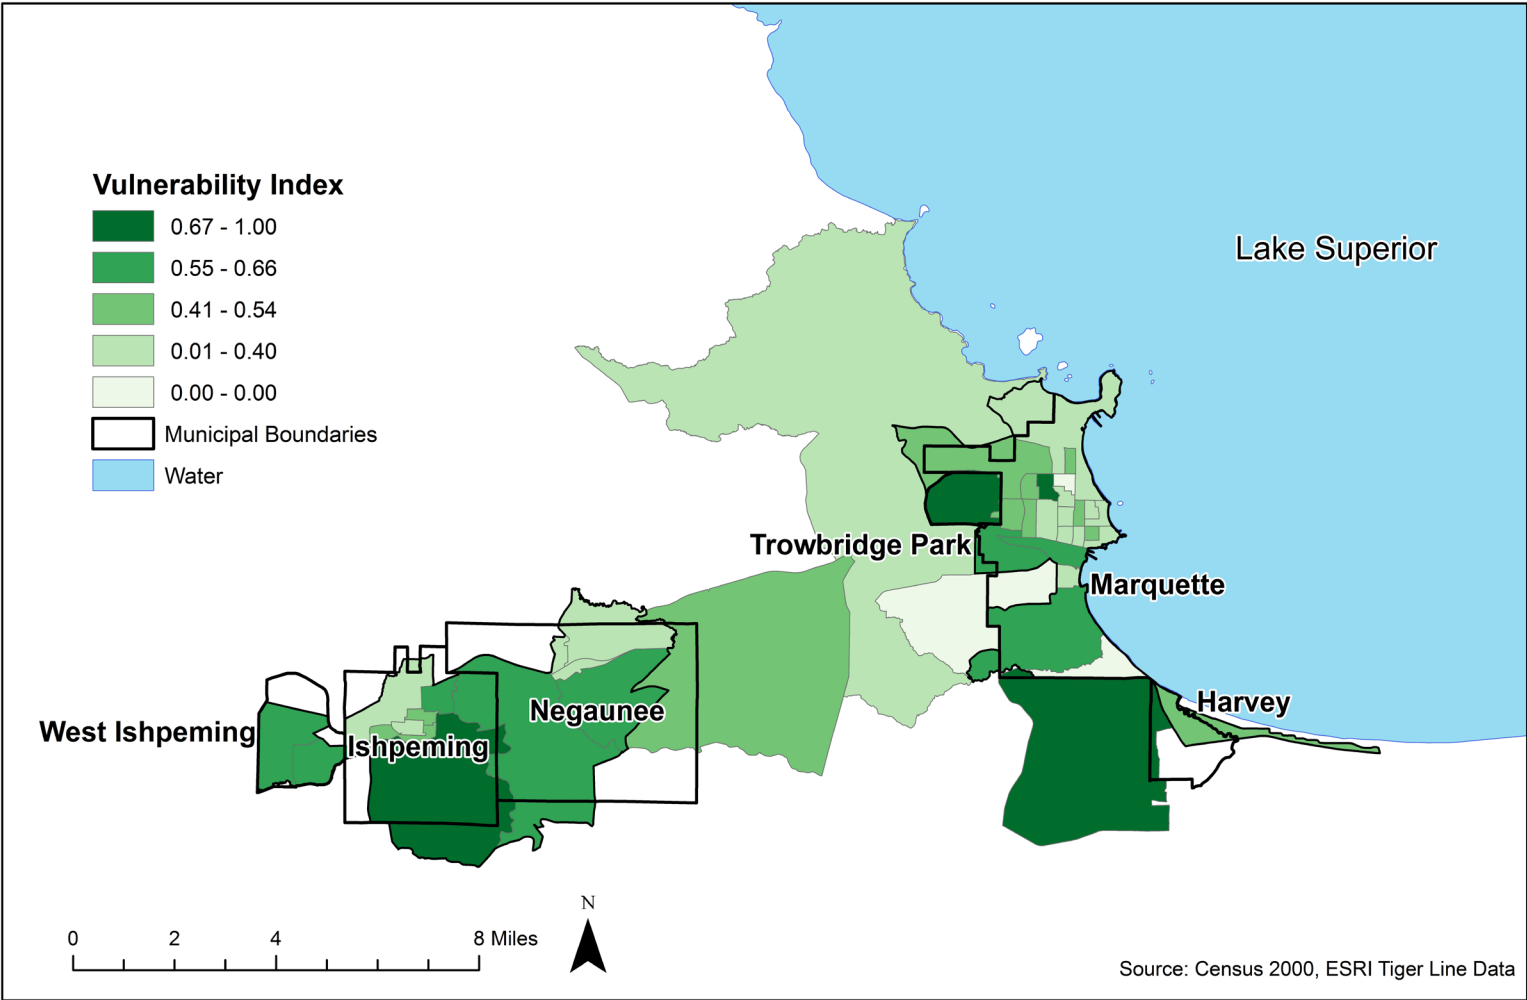 Vulnerability Index
0.67 - 1.00
0.55 - 0.66
0.41 - 0.54
0.01 - 0.40
0.00 - 0.00
Municipal Boundaries
Water
Lake Superior
Trowbridge Park
Marquette
Harvey
Negaunee
West Ishpeming
Ishpeming
N
0 2 4 8 Miles
Source: Census 2000, ESRI Tiger Line Data